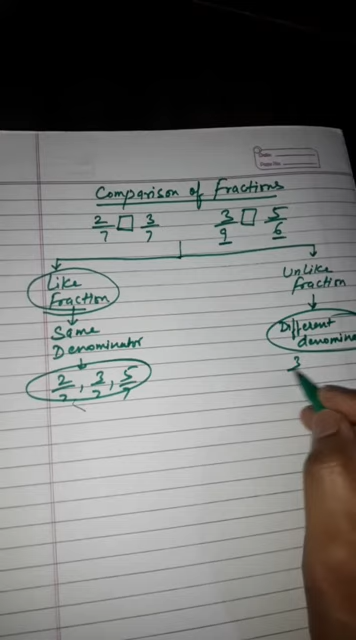 Date:
Page No.
Comparison of Fractions
2/7 □ 3/7 3/9 □ 5/6
Like Fraction
Same Denominator
2/7, 3/7, 5/7
Unlike fraction
Different denomina
3